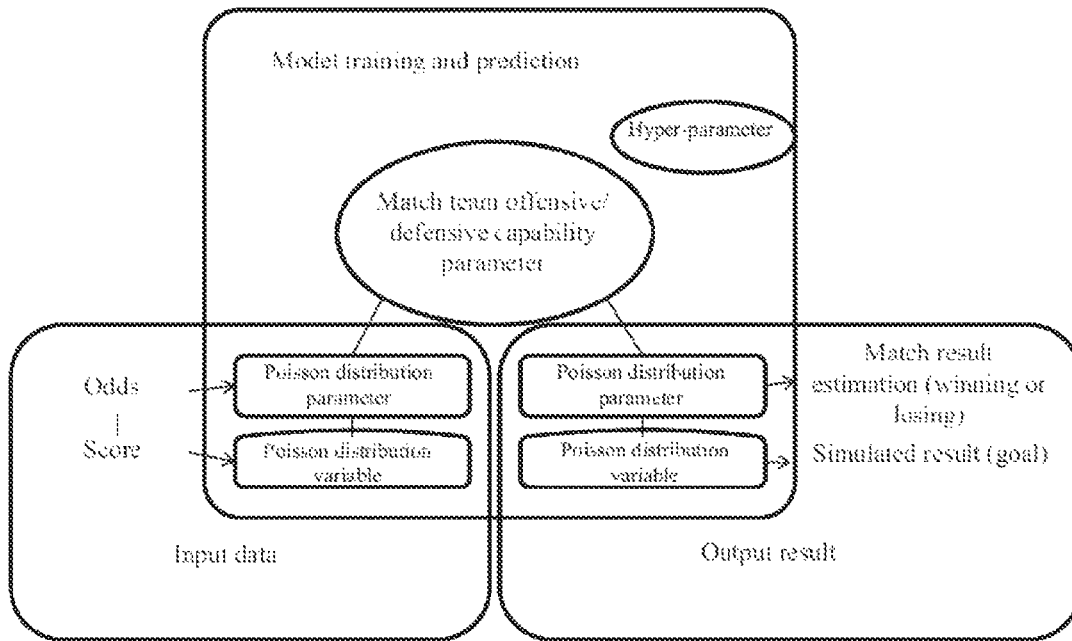 Model training and prediction
Hyper-parameter
Match team offensive/
defensive capability
parameter
Odds
Score
Poisson distribution
parameter
Poisson distribution
variable
Input data
Poisson distribution
parameter
Poisson distribution
variable
Match result
estimation (winning or
losing)
Simulated result (goal)
Output result